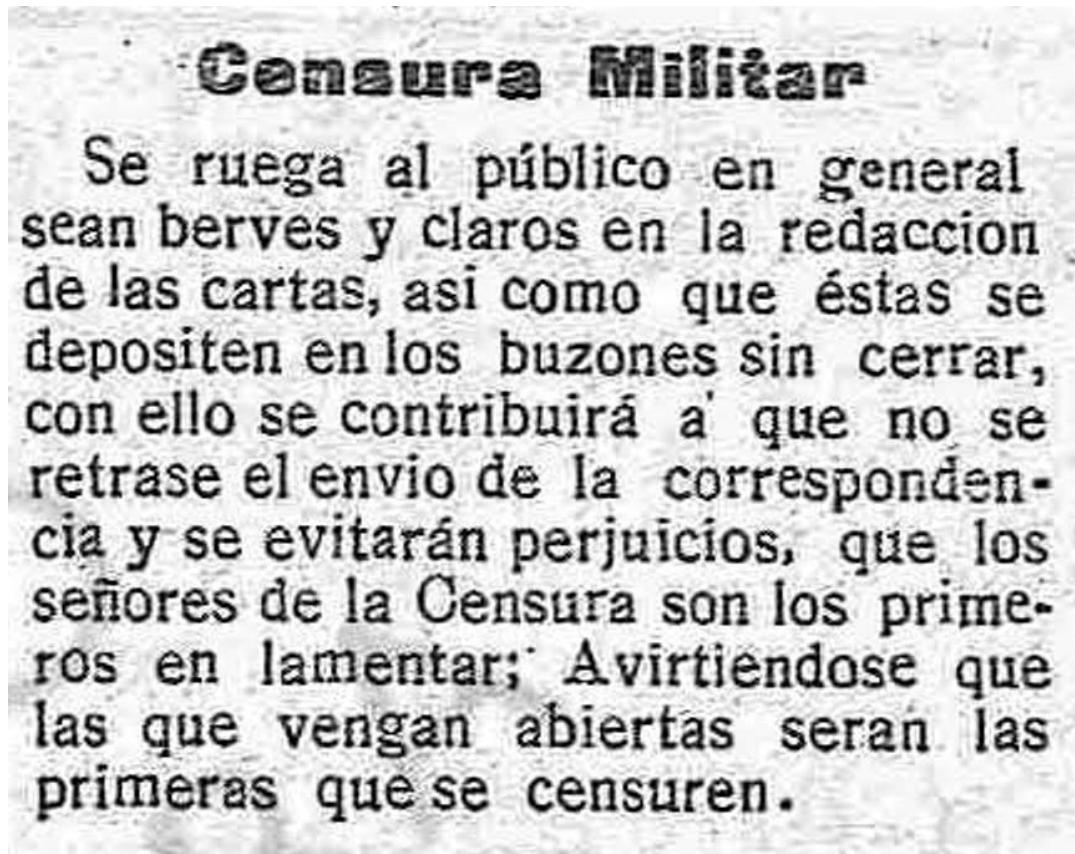 Censura Militar
Se ruega al público en general
sean berves y claros en la redaccion
de las cartas, asi como que éstas se
depositen en los buzones sin cerrar,
con ello se contribuirá á que no se
retrase el envio de la corresponden-
cia y se evitarán perjuicios, que los
señores de la Censura son los prime-
ros en lamentar; Avirtiendose que
las que vengan abiertas seran las
primeras que se censuren.